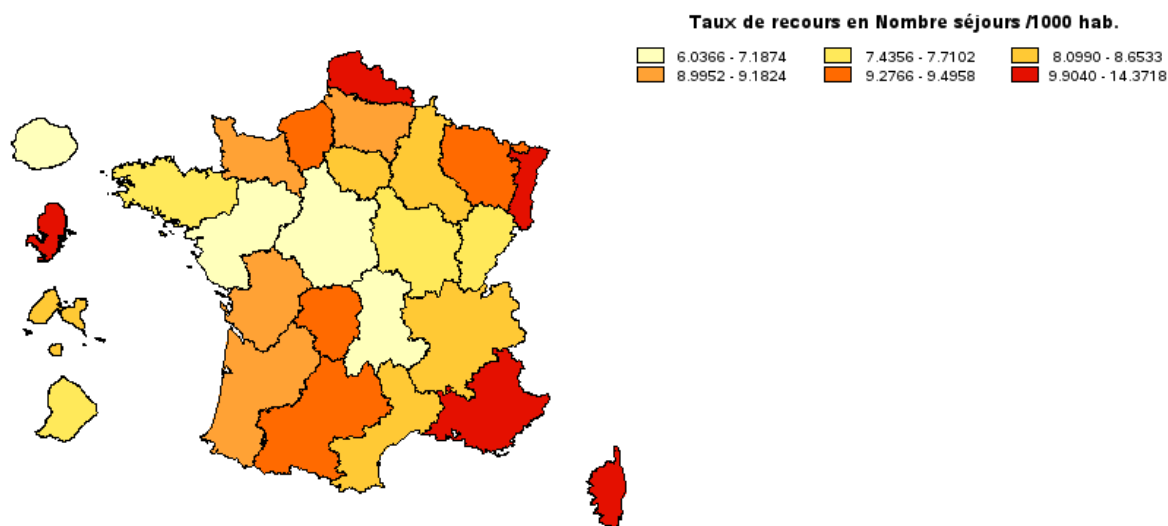 Taux de recours en Nombre séjours /1000 hab.
6.0366 - 7.1874 7.4356 - 7.7102 8.0990 - 8.6533
8.9952 - 9.1824 9.2766 - 9.4958 9.9040 - 14.3718